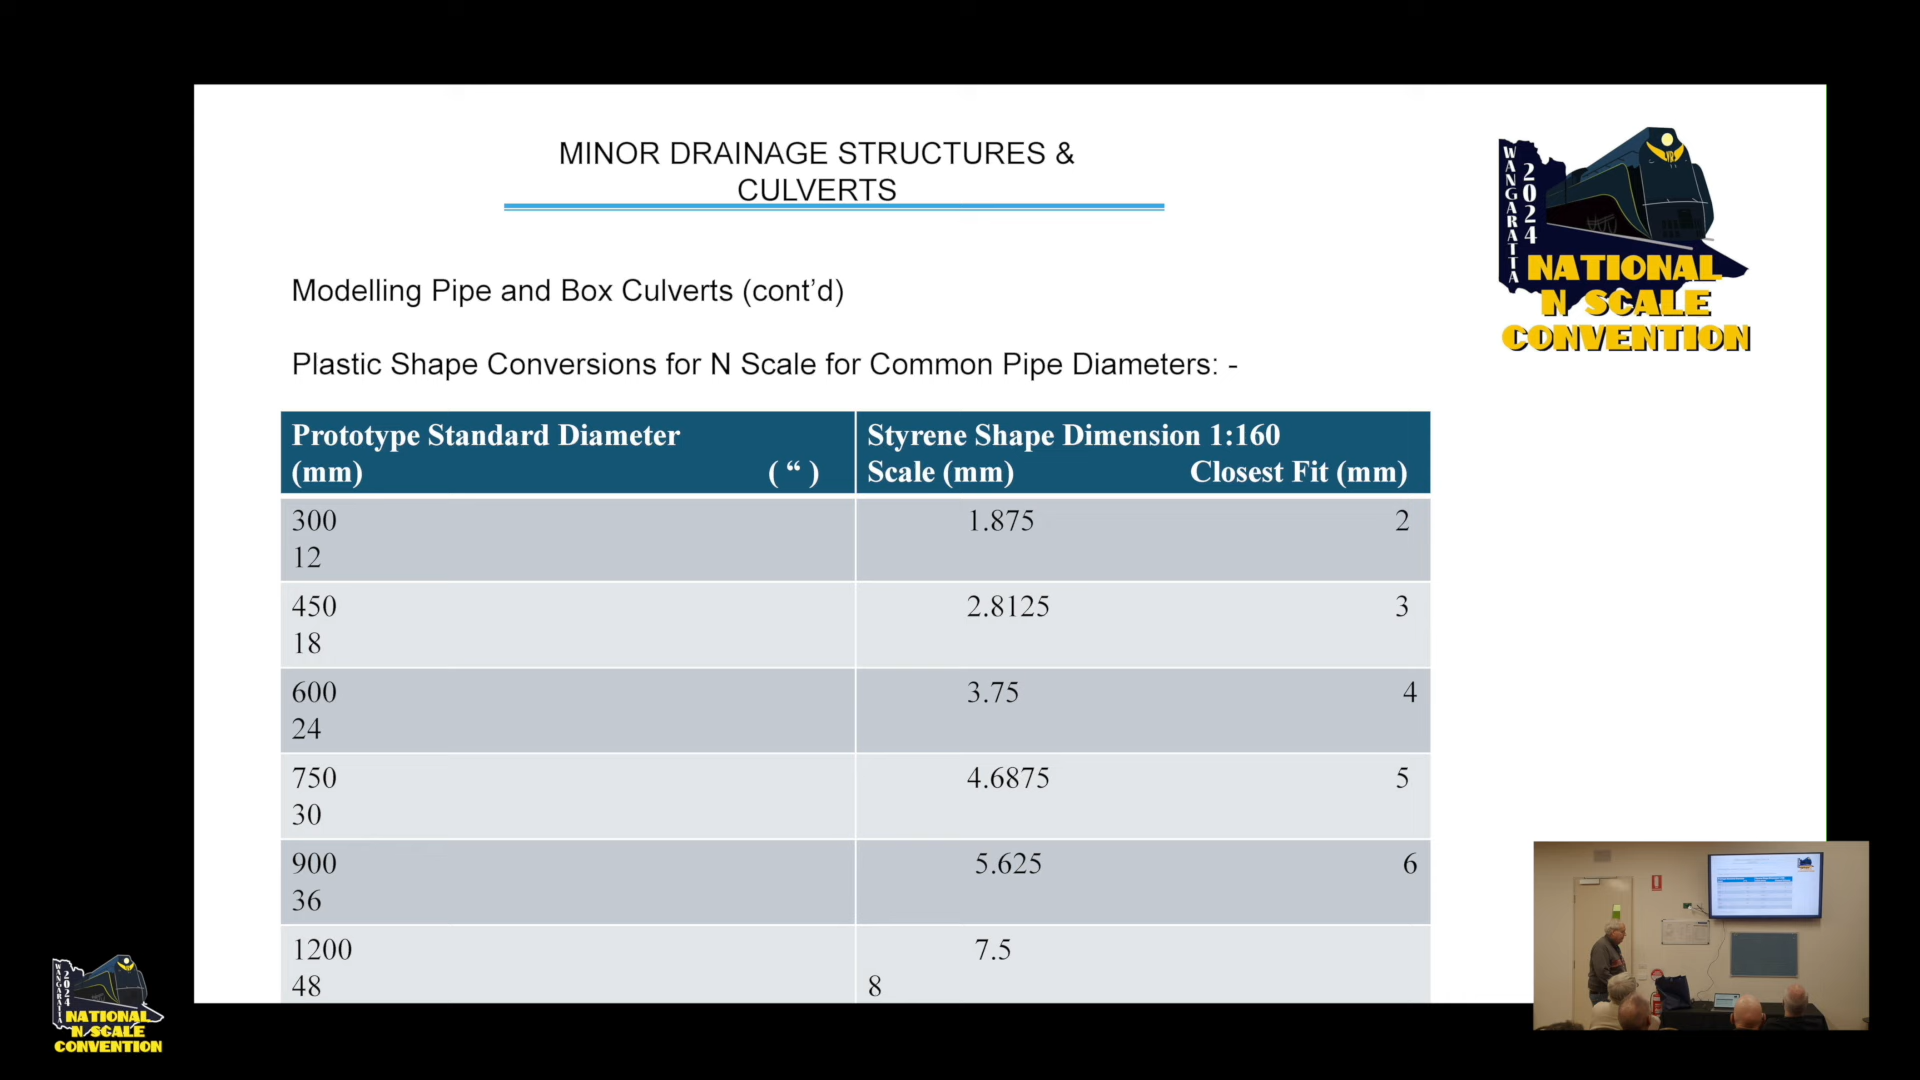 MINOR DRAINAGE STRUCTURES &
CULVERTS
WANGARATTA
2024
NATIONAL
N SCALE
CONVENTION
Modelling Pipe and Box Culverts (cont’d)
Plastic Shape Conversions for N Scale for Common Pipe Diameters: -
Prototype Standard Diameter
(mm) ( “ )
Styrene Shape Dimension 1:160
Scale (mm) Closest Fit (mm)
300 1.875 2
12
450 2.8125 3
18
600 3.75 4
24
750 4.6875 5
30
900 5.625 6
36
1200 7.5
48 8
WANGARATTA
2024
NATIONAL
N SCALE
CONVENTION